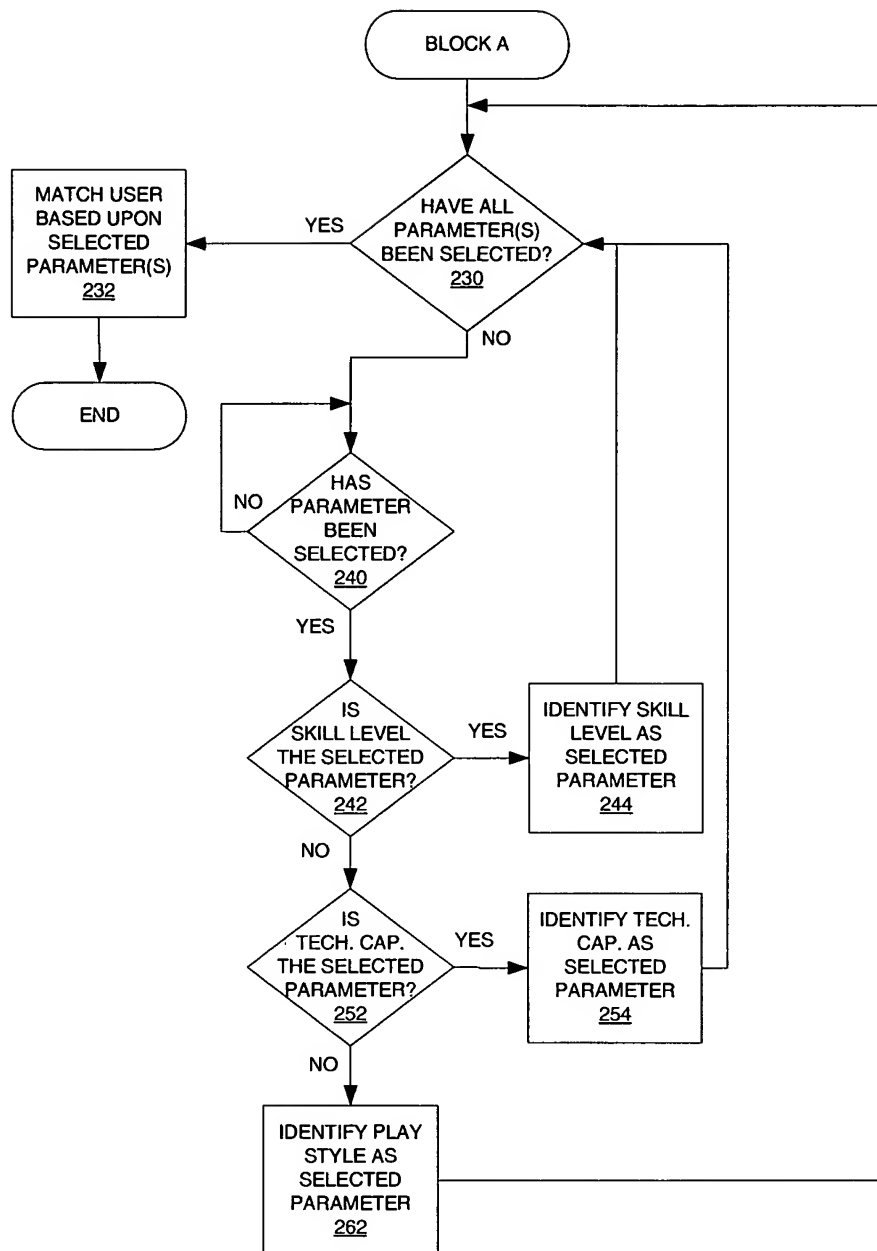 BLOCK A
HAVE ALL
PARAMETER(S)
BEEN SELECTED?
230
YES
NO
MATCH USER
BASED UPON
SELECTED
PARAMETER(S)
232
END
HAS
PARAMETER
BEEN
SELECTED?
240
NO
YES
IS
SKILL LEVEL
THE SELECTED
PARAMETER?
242
YES
NO
IDENTIFY SKILL
LEVEL AS
SELECTED
PARAMETER
244
IS
TECH. CAP.
THE SELECTED
PARAMETER?
252
YES
NO
IDENTIFY TECH.
CAP. AS
SELECTED
PARAMETER
254
IDENTIFY PLAY
STYLE AS
SELECTED
PARAMETER
262